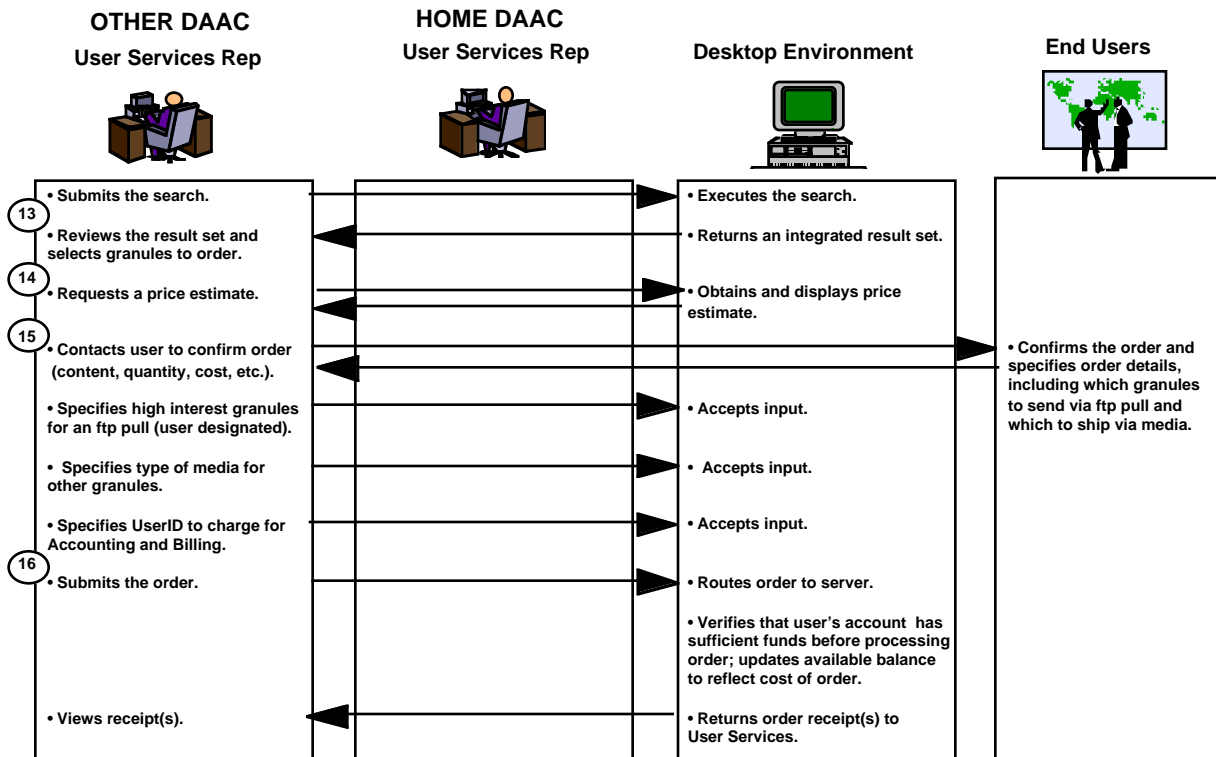 OTHER DAAC
User Services Rep
HOME DAAC
User Services Rep
Desktop Environment
End Users
13
• Submits the search.
• Executes the search.
• Reviews the result set and
selects granules to order.
• Returns an integrated result set.
14
• Requests a price estimate.
• Obtains and displays price
estimate.
15
• Contacts user to confirm order
(content, quantity, cost, etc.).
• Confirms the order and
specifies order details,
including which granules
to send via ftp pull and
which to ship via media.
• Specifies high interest granules
for an ftp pull (user designated).
• Accepts input.
• Specifies type of media for
other granules.
• Accepts input.
• Specifies UserID to charge for
Accounting and Billing.
• Accepts input.
16
• Submits the order.
• Routes order to server.
• Verifies that user's account has
sufficient funds before processing
order; updates available balance
to reflect cost of order.
• Views receipt(s).
• Returns order receipt(s) to
User Services.